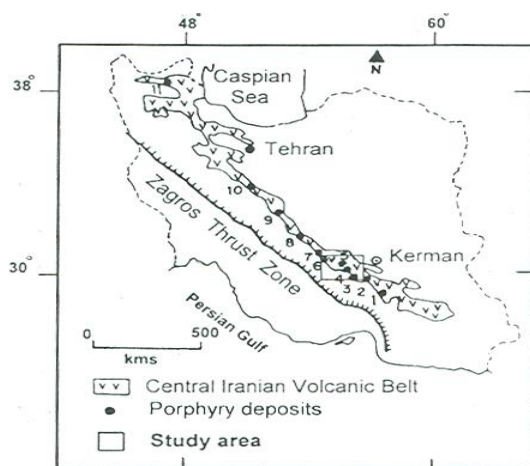 48° 60°
N
38°
Caspian
Sea
11
Tehran
10
Zagros Thrust Zone
9
8
7
6 5
Kerman
30°
4 3 2 1
Persian Gulf
0 500
kms
Central Iranian Volcanic Belt
Porphyry deposits
Study area